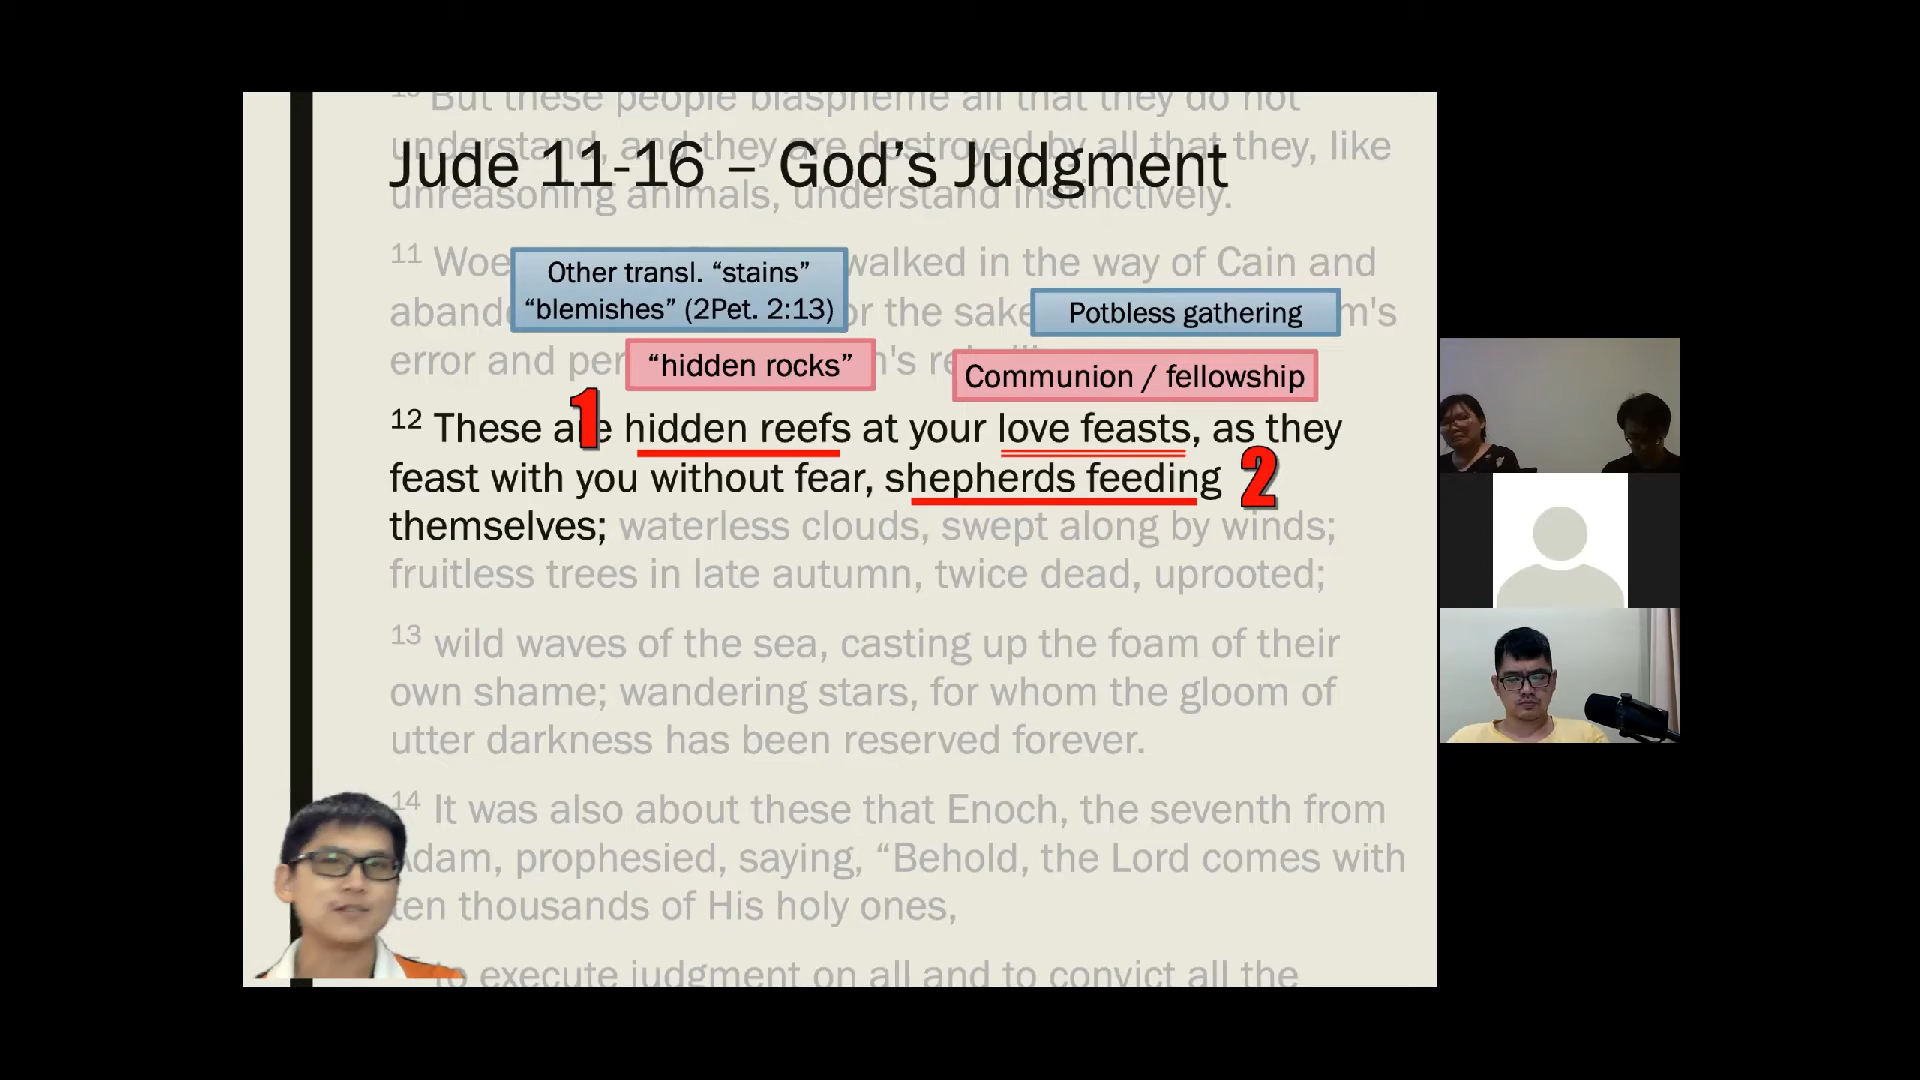 10 But these people blaspheme all that they do not
understand, and they are destroyed by all that they, like
Jude 11-16 – God’s Judgment
unreasoning animals, understand instinctively.
11 Woe walked in the way of Cain and
Other transl. “stains”
“blemishes” (2Pet. 2:13)
Potbless gathering
for the sake
error and
“hidden rocks”
Communion / fellowship
1
12 These are hidden reefs at your love feasts, as they
feast with you without fear, shepherds feeding 2
themselves; waterless clouds, swept along by winds;
fruitless trees in late autumn, twice dead, uprooted;
13 wild waves of the sea, casting up the foam of their
own shame; wandering stars, for whom the gloom of
utter darkness has been reserved forever.
14 It was also about these that Enoch, the seventh from
Adam, prophesied, saying, “Behold, the Lord comes with
ten thousands of His holy ones,
to execute judgment on all and to convict all the